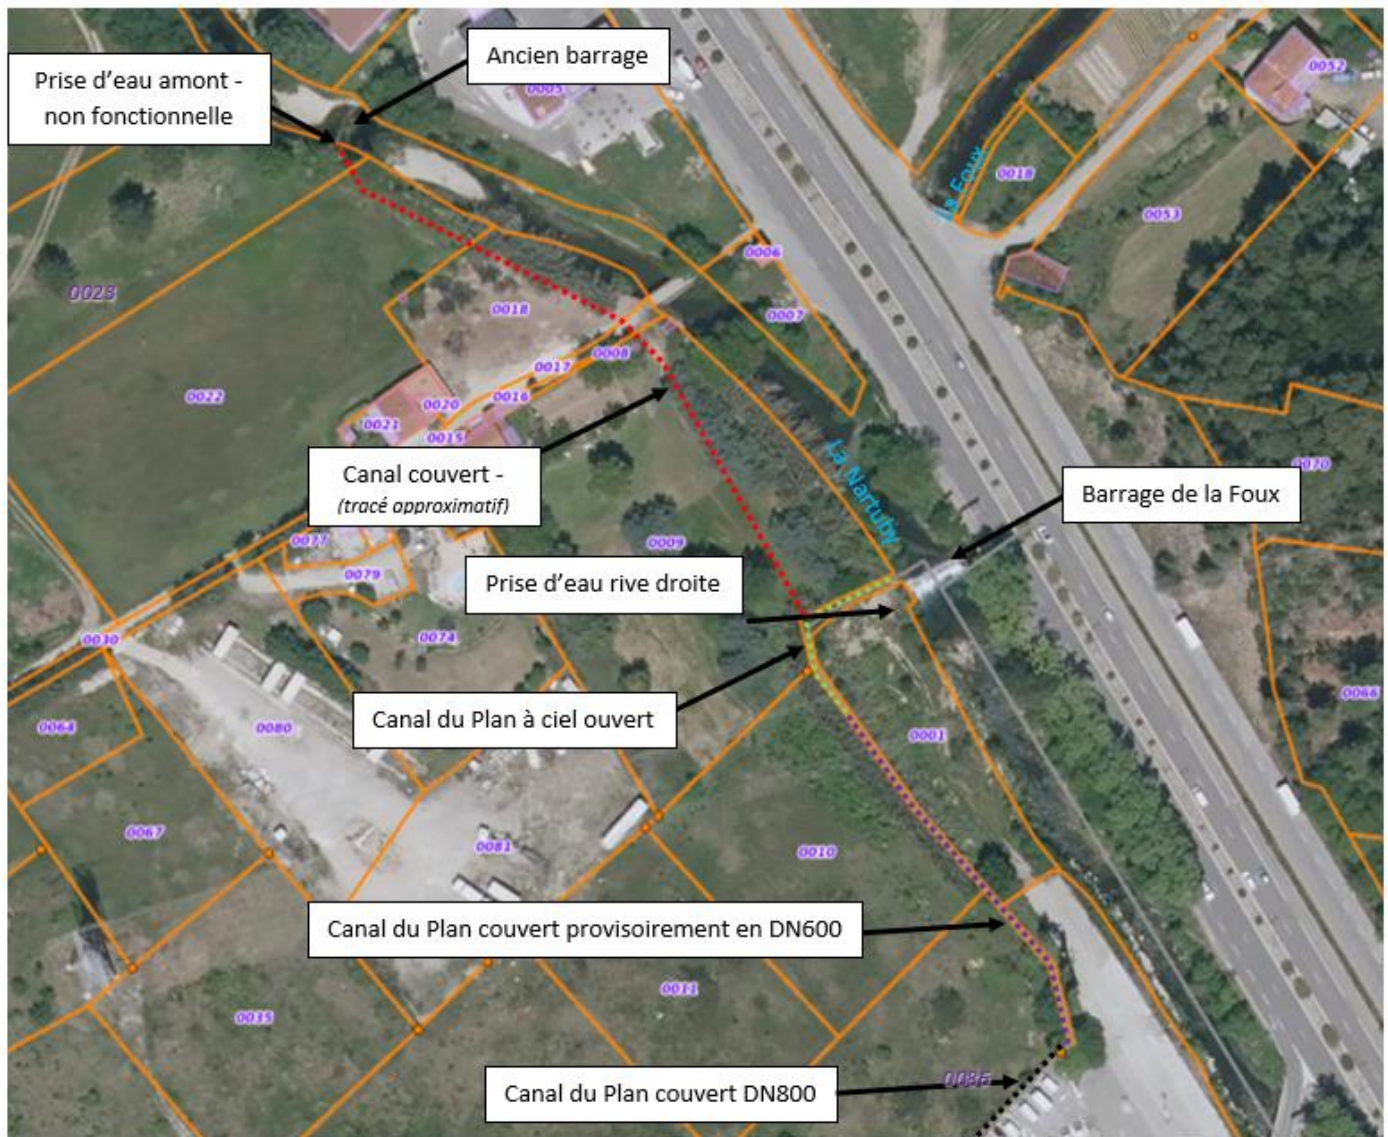 Ancien barrage
Prise d'eau amont -
non fonctionnelle
0005
0052
La Foux
0018
0053
0006
0023
0018
0007
0008
0017
0022
0016
0020
0021
0015
La Nartuby
Canal couvert -
(tracé approximatif)
0070
Barrage de la Foux
0077
0009
0079
Prise d'eau rive droite
0030
0074
0066
Canal du Plan à ciel ouvert
0064
0080
0001
0067
0081
0010
Canal du Plan couvert provisoirement en DN600
0011
0035
Canal du Plan couvert DN800